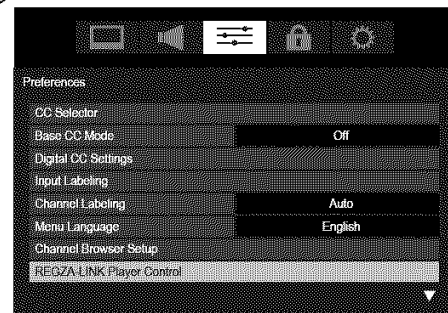 Preferences
CC Selector
Base CC Mode Off
Digital CC Settings
Input Labeling
Channel Labeling Auto
Menu Language English
Channel Browser Setup
REGZA-LINK Player Control